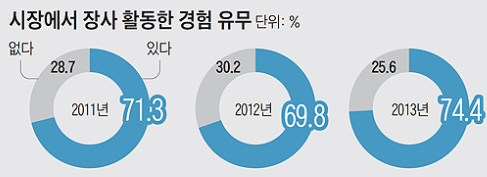 시장에서 장사 활동한 경험 유무 단위: %
없다 있다
28.7 30.2 25.6
2011년 71.3 2012년 69.8 2013년 74.4